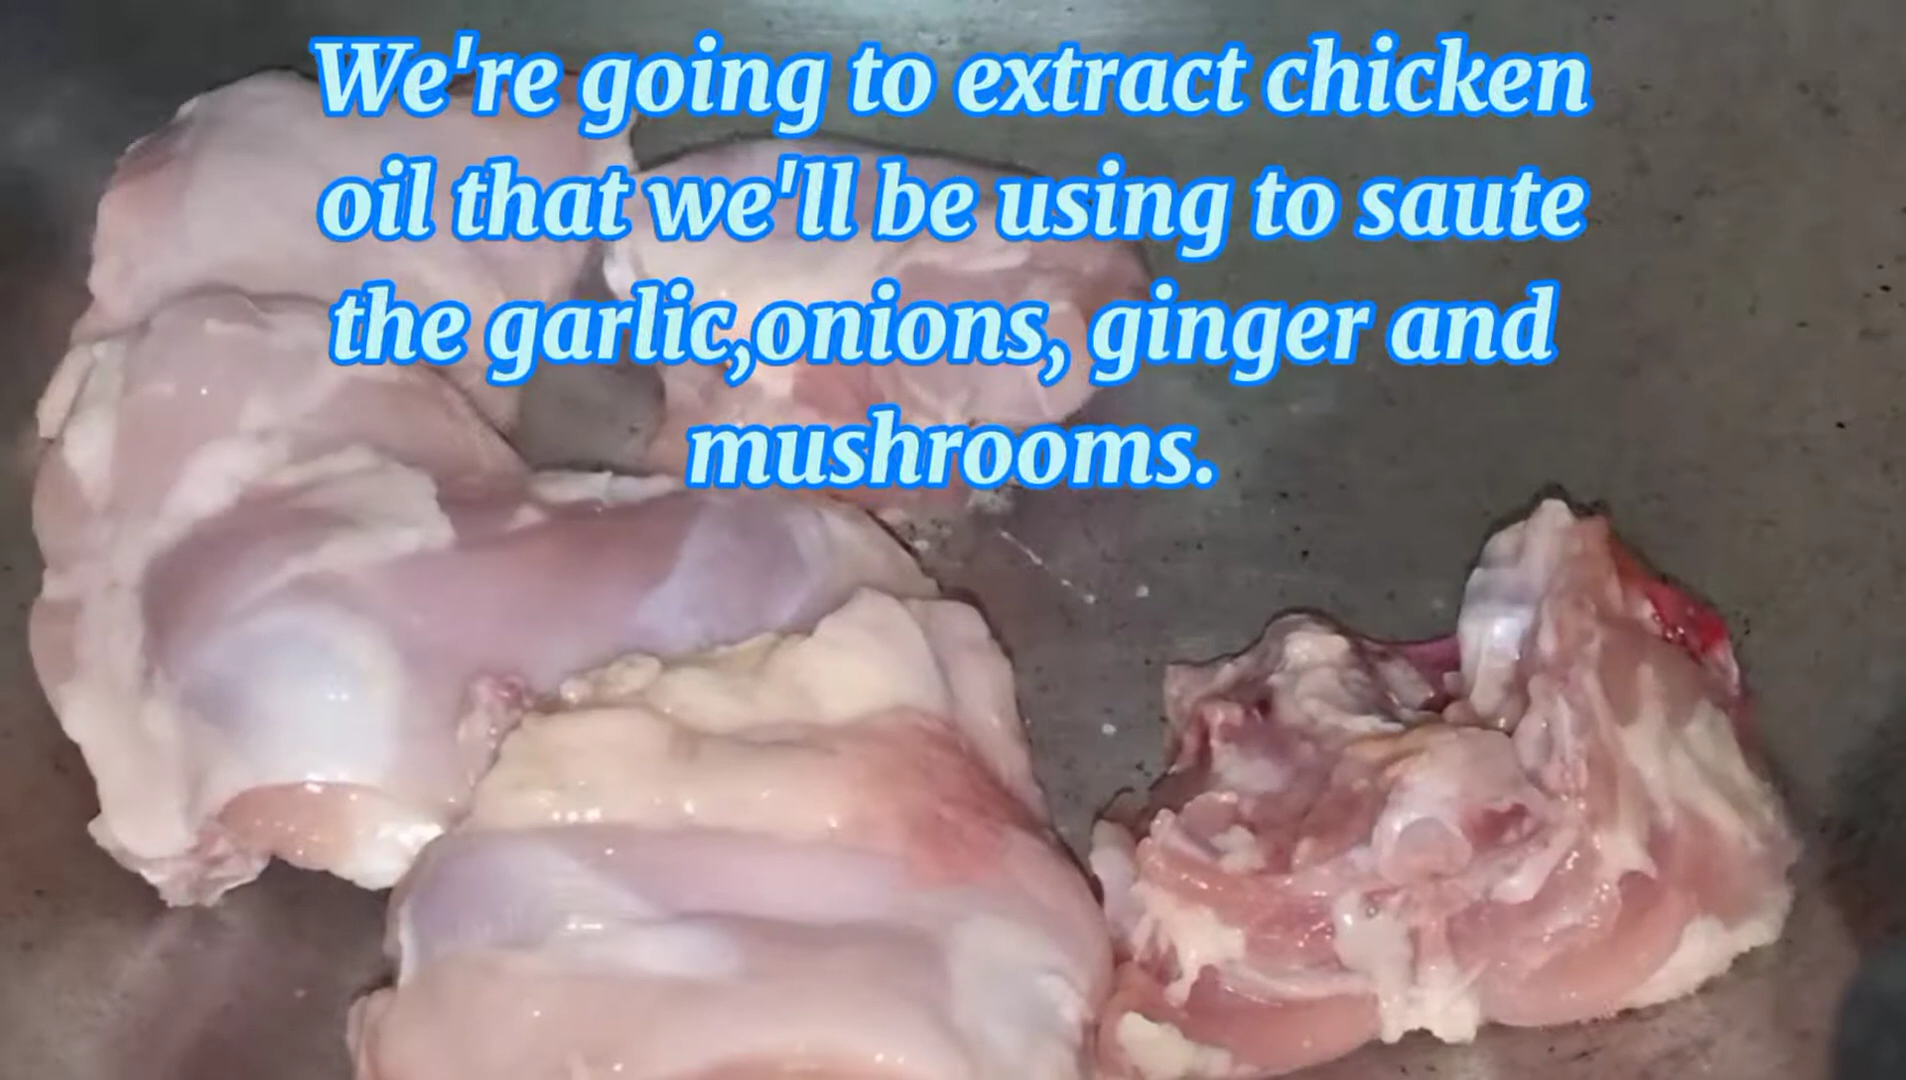 We're going to extract chicken
oil that we'll be using to saute
the garlic,onions, ginger and
mushrooms.